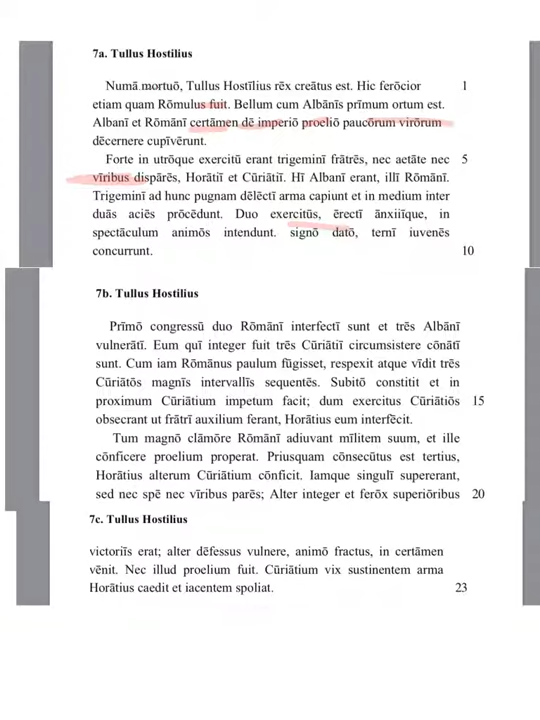 7a. Tullus Hostilius
Numā mortuō, Tullus Hostīlius rēx creātus est. Hic ferōcior 1
etiam quam Rōmulus fuit. Bellum cum Albānīs prīmum ortum est.
Albanī et Rōmānī certāmen dē imperiō proeliō paucōrum virōrum
dēcernere cupīvērunt.
Forte in utrōque exercitū erant trigeminī frātrēs, nec aetāte nec 5
vīribus dispārēs, Horātiī et Cūriātiī. Hī Albanī erant, illī Rōmānī.
Trigeminī ad hunc pugnam dēlēctī arma capiunt et in medium inter
duās aciēs prōcēdunt. Duo exercitūs, ērectī ānxiīique, in
spectāculum animōs intendunt. signō datō, ternī iuvenēs
concurrunt. 10
7b. Tullus Hostilius
Prīmō congressū duo Rōmānī interfectī sunt et trēs Albānī
vulnerātī. Eum quī integer fuit trēs Cūriātiī circumsistere cōnātī
sunt. Cum iam Rōmānus paulum fūgisset, respexit atque vīdit trēs
Cūriātōs magnīs intervallīs sequentēs. Subitō constitit et in
proximum Cūriātium impetum facit; dum exercitus Cūriātiōs 15
obsecrant ut frātrī auxilium ferant, Horātius eum interfēcit.
Tum magnō clāmōre Rōmānī adiuvant mīlitem suum, et ille
cōnficere proelium properat. Priusquam cōnsecūtus est tertius,
Horātius alterum Cūriātium cōnficit. Iamque singulī supererant,
sed nec spē nec vīribus parēs; Alter integer et ferōx superiōribus 20
7c. Tullus Hostilius
victoriīs erat; alter dēfessus vulnere, animō fractus, in certāmen
vēnit. Nec illud proelium fuit. Cūriātium vix sustinentem arma
Horātius caedit et iacentem spoliat. 23